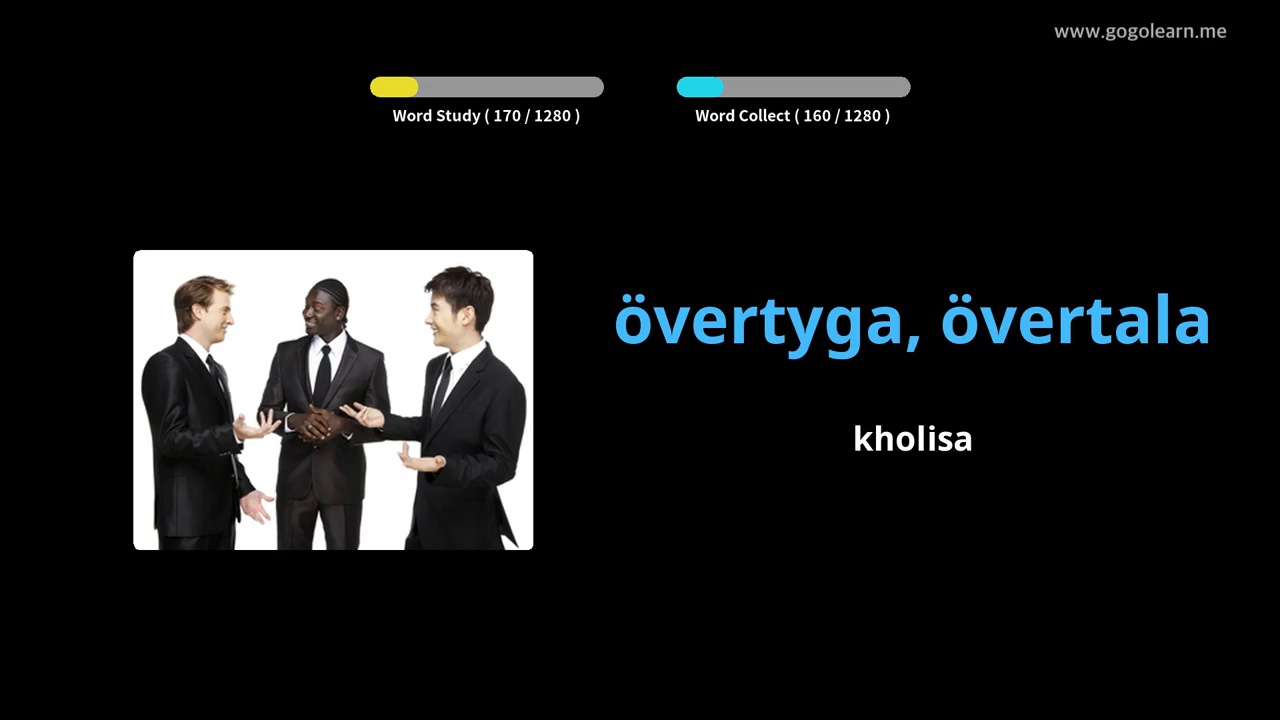 www.gogolearn.me
Word Study ( 170 / 1280 )
Word Collect ( 160 / 1280 )
övertyga, övertala
kholisa